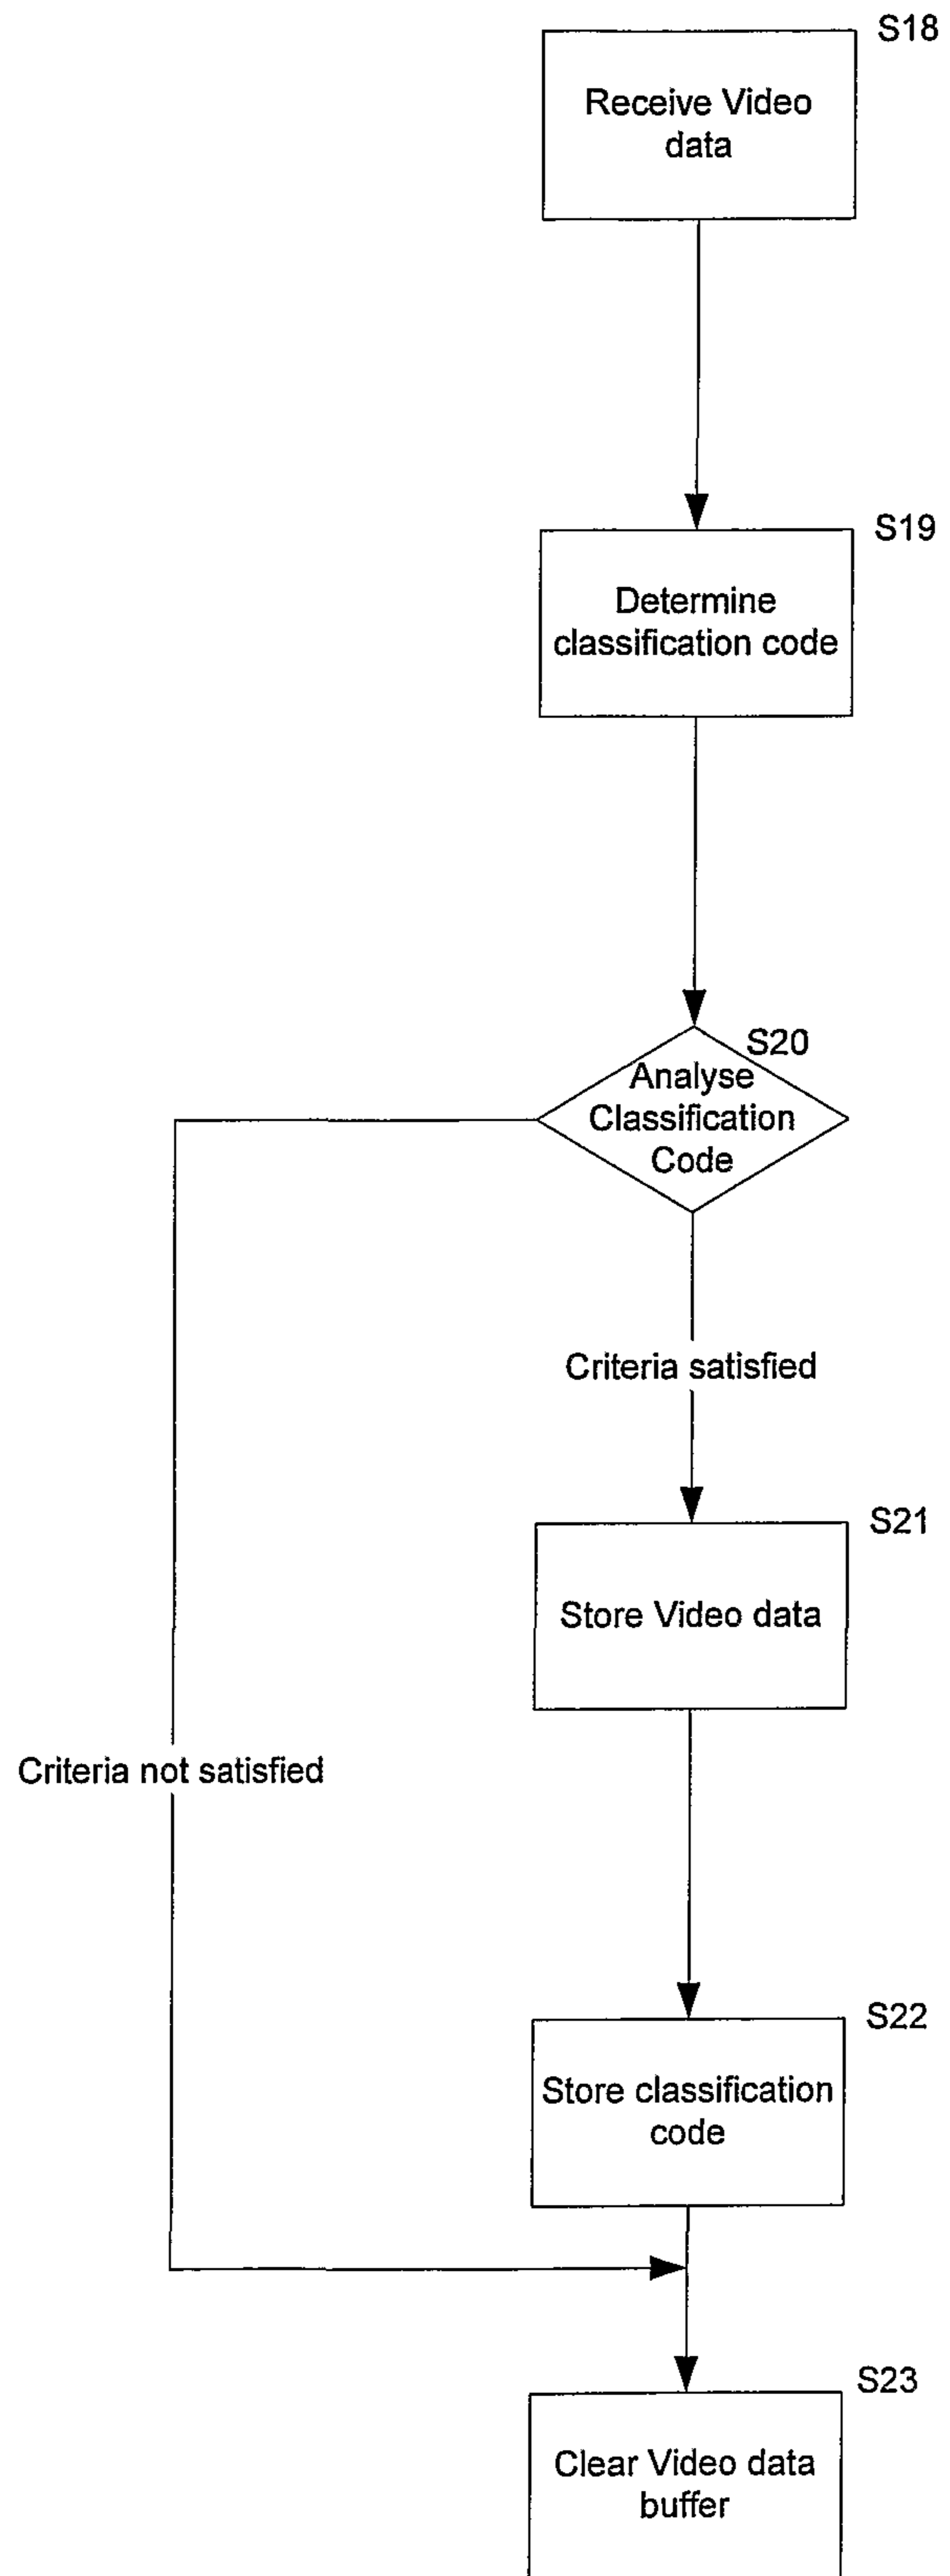 S18
Receive Video
data
S19
Determine
classification code
S20
Analyse
Classification
Code
Criteria satisfied
S21
Store Video data
Criteria not satisfied
S22
Store classification
code
S23
Clear Video data
buffer